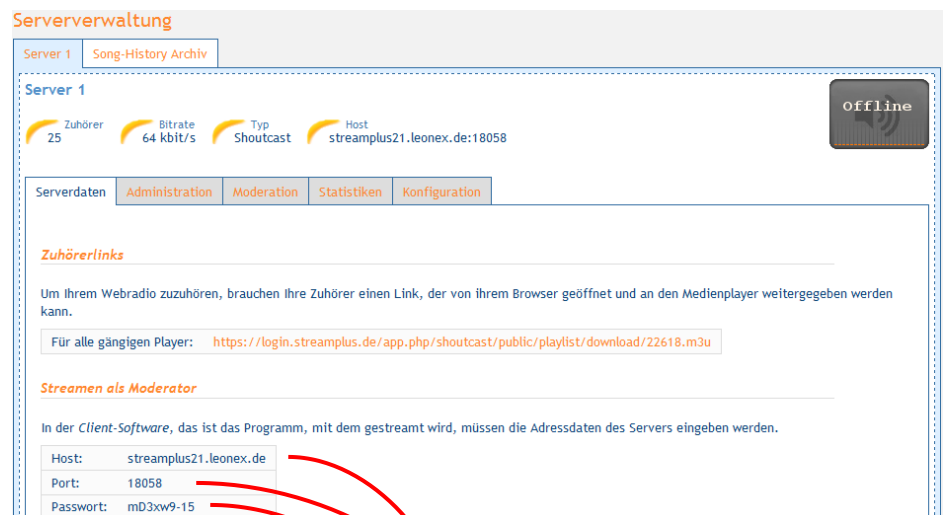 Serververwaltung
Server 1 Song-History Archiv
Server 1
Offline
Zuhörer Bitrate Typ Host
25 64 kbit/s Shoutcast streamplus21.leonex.de:18058
Serverdaten Administration Moderation Statistiken Konfiguration
Zuhörerlinks
Um Ihrem Webradio zuzuhören, brauchen Ihre Zuhörer einen Link, der von ihrem Browser geöffnet und an den Medienplayer weitergegeben werden
kann.
Für alle gängigen Player: https://login.streamplus.de/app.php/shoutcast/public/playlist/download/22618.m3u
Streamen als Moderator
In der Client-Software, das ist das Programm, mit dem gestreamt wird, müssen die Adressdaten des Servers eingeben werden.
Host: streamplus21.leonex.de
Port: 18058
Passwort: mD3xw9-15